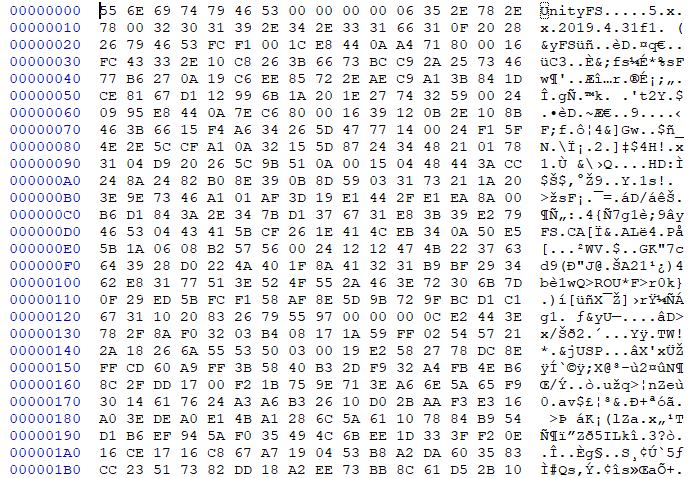 00000000 55 6E 69 74 79 46 53 00 00 00 00 06 35 2E 78 2E UnityFS.....5.x.
00000010 78 00 32 30 31 39 2E 34 2E 33 31 66 31 0F 20 28 x.2019.4.31f1. (
00000020 26 79 46 53 FC F1 00 1C E8 44 0A A4 71 80 00 16 &yFSüñ..èD.¤q€..
00000030 FC 43 33 2E 10 C8 26 3B 66 73 BC C9 2A 25 73 46 üC3..È&;fs¼É*%sF
00000040 77 B6 27 0A 19 C6 EE 85 72 2E AE C9 A1 3B 84 1D w¶'..Æî…r.®É¡;„.
00000050 CE 81 67 D1 12 99 6B 1A 20 1E 27 74 32 59 00 24 Î.gÑ.™k. .'t2Y.$
00000060 09 95 E8 44 0A 7E C6 80 00 16 39 12 0B 2E 10 8B .•èD.~Æ€..9....‹
00000070 46 3B 66 15 F4 A6 34 26 5D 47 77 14 00 24 F1 5F F;f.ô¦4&]Gw..$ñ_
00000080 4E 2E 5C CF A1 0A 32 15 5D 87 24 34 48 21 01 78 N.\Ï¡.2.]‡$4H!.x
00000090 31 04 D9 20 26 5C 9B 51 0A 00 15 04 48 44 3A CC 1.Ù &\›Q....HD:Ì
000000A0 24 8A 24 82 B0 8E 39 0B 8D 59 03 31 73 21 1A 20 $Š$‚°Ž9..Y.1s!.
000000B0 3E 9E 73 46 A1 01 AF 3D 19 E1 44 2F E1 EA 8A 00 >žsF¡.¯=.áD/áêŠ.
000000C0 B6 D1 84 3A 2E 34 7B D1 37 67 31 E8 3B 39 E2 79 ¶Ñ„:.4{Ñ7g1è;9ây
000000D0 46 53 04 43 41 5B CF 26 1E 41 4C EB 34 0A 50 E5 FS.CA[Ï&.ALë4.På
000000E0 5B 1A 06 08 B2 57 56 00 24 12 12 47 4B 22 37 63 [...²WV.$..GK"7c
000000F0 64 39 28 D0 22 4A 40 1F 8A 41 32 31 B9 BF 29 34 d9(Ð"J@.ŠA21¹¿)4
00000100 62 E8 31 77 51 3E 52 4F 55 2A 46 3E 72 30 6B 7D bè1wQ>ROU*F>r0k}
00000110 0F 29 ED 5B FC F1 58 AF 8E 5D 9B 72 9F BC D1 C1 .)í[üñX¯Ž]›rŸ¼ÑÁ
00000120 67 31 10 20 83 26 79 55 97 00 00 00 0C E2 44 3E g1. ƒ&yU—....âD>
00000130 78 2F 8A F0 32 03 B4 08 17 1A 59 FF 02 54 57 21 x/Šð2.´...Yÿ.TW!
00000140 2A 18 26 6A 55 53 50 03 00 19 E2 58 27 78 DC 8E *.&jUSP...âX'xÜŽ
00000150 FF CD 60 A9 FF 3B 58 40 B3 2D F9 32 A4 FB 4E B6 ÿÍ`©ÿ;X@³-ù2¤ûN¶
00000160 8C 2F DD 17 00 F2 1B 75 9E 71 3E A6 6E 5A 65 F9 Œ/Ý..ò.užq>¦nZeù
00000170 30 14 61 76 24 A3 A6 B3 26 10 D0 2B AA F3 E3 16 0.av$£¦³&.Ð+ªóã.
00000180 A0 3E DE A0 E1 4B A1 28 6C 5A 61 10 78 84 B9 54 >Þ áK¡(lZa.x„¹T
00000190 D1 B6 EF 94 5A F0 35 49 4C 6B EE 1D 33 3F F2 0E Ñ¶ï”Zð5ILkî.3?ò.
000001A0 16 CE 17 16 C8 67 A7 19 04 53 B8 A2 DA 60 35 83 .Î..Èg§..S¸¢Ú`5ƒ
000001B0 CC 23 51 73 82 DD 18 A2 EE 73 BB 8C 61 D5 2B 10 Ì#Qs‚Ý.¢îs»ŒaÕ+.